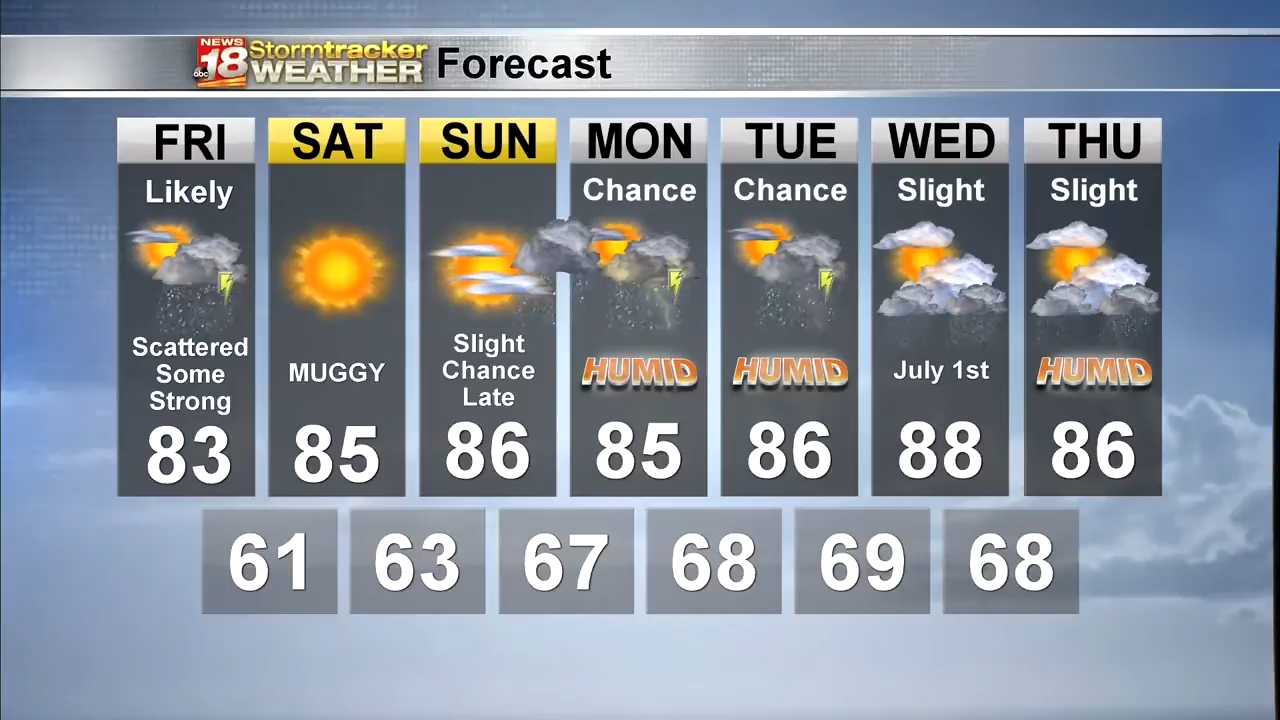 NEWS
abc 18
Stormtracker
WEATHER
Forecast
FRI
Likely
Scattered
Some
Strong
83
SAT
MUGGY
85
SUN
Slight
Chance
Late
86
MON
Chance
HUMID
85
TUE
Chance
HUMID
86
WED
Slight
July 1st
88
THU
Slight
HUMID
86
61 63 67 68 69 68